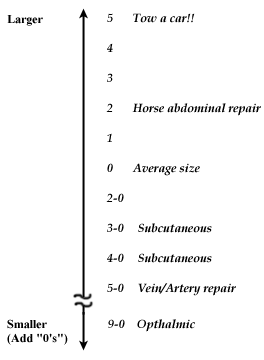 Larger 5 Tow a car!!
4
3
2 Horse abdominal repair
1
0 Average size
2-0
3-0 Subcutaneous
4-0 Subcutaneous
5-0 Vein/Artery repair
Smaller 9-0 Opthalmic
(Add "0's")